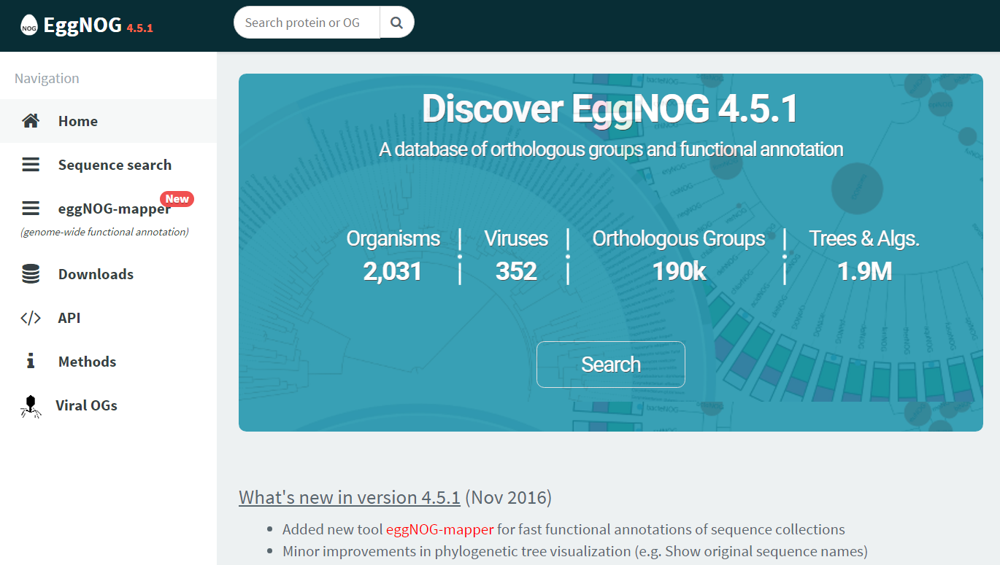 NOG EggNOG 4.5.1
Search protein or OG
Navigation
Home
Sequence search
eggNOG-mapper New
(genome-wide functional annotation)
Downloads
API
Methods
Viral OGs
Discover EggNOG 4.5.1
A database of orthologous groups and functional annotation
Organisms Viruses Orthologous Groups Trees & Algs.
2,031 352 190k 1.9M
Search
What's new in version 4.5.1 (Nov 2016)
Added new tool eggNOG-mapper for fast functional annotations of sequence collections
Minor improvements in phylogenetic tree visualization (e.g. Show original sequence names)